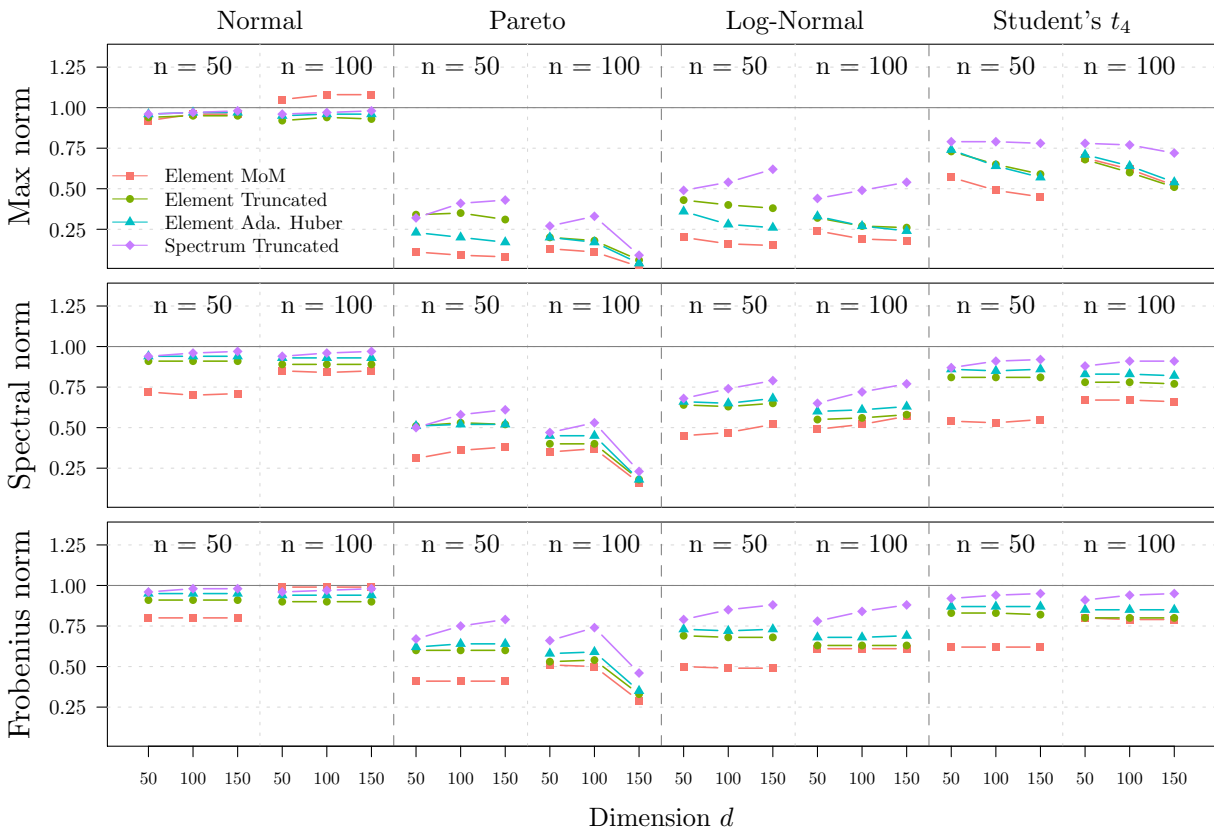 Normal Pareto Log-Normal Student's t₄
Max norm
1.25
1.00
0.75
0.50
0.25
n = 50 n = 100 n = 50 n = 100 n = 50 n = 100 n = 50 n = 100
Element MoM
Element Truncated
Element Ada. Huber
Spectrum Truncated
Spectral norm
1.25
1.00
0.75
0.50
0.25
n = 50 n = 100 n = 50 n = 100 n = 50 n = 100 n = 50 n = 100
Frobenius norm
1.25
1.00
0.75
0.50
0.25
n = 50 n = 100 n = 50 n = 100 n = 50 n = 100 n = 50 n = 100
50 100 150 50 100 150 50 100 150 50 100 150 50 100 150 50 100 150 50 100 150 50 100 150
Dimension d